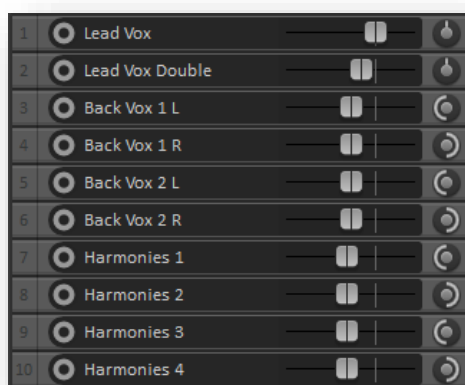 1 Lead Vox
2 Lead Vox Double
3 Back Vox 1 L
4 Back Vox 1 R
5 Back Vox 2 L
6 Back Vox 2 R
7 Harmonies 1
8 Harmonies 2
9 Harmonies 3
10 Harmonies 4